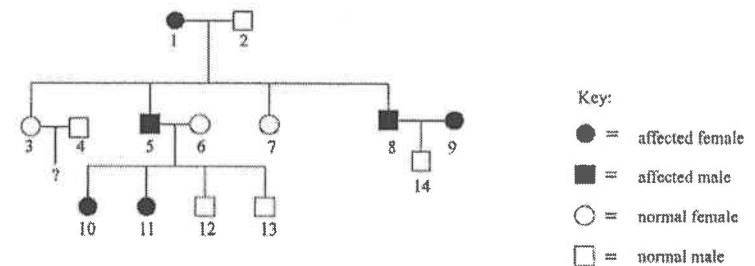 1 2
3 4 5 6 7 8 9
?
14
10 11 12 13
Key:
= affected female
= affected male
= normal female
= normal male